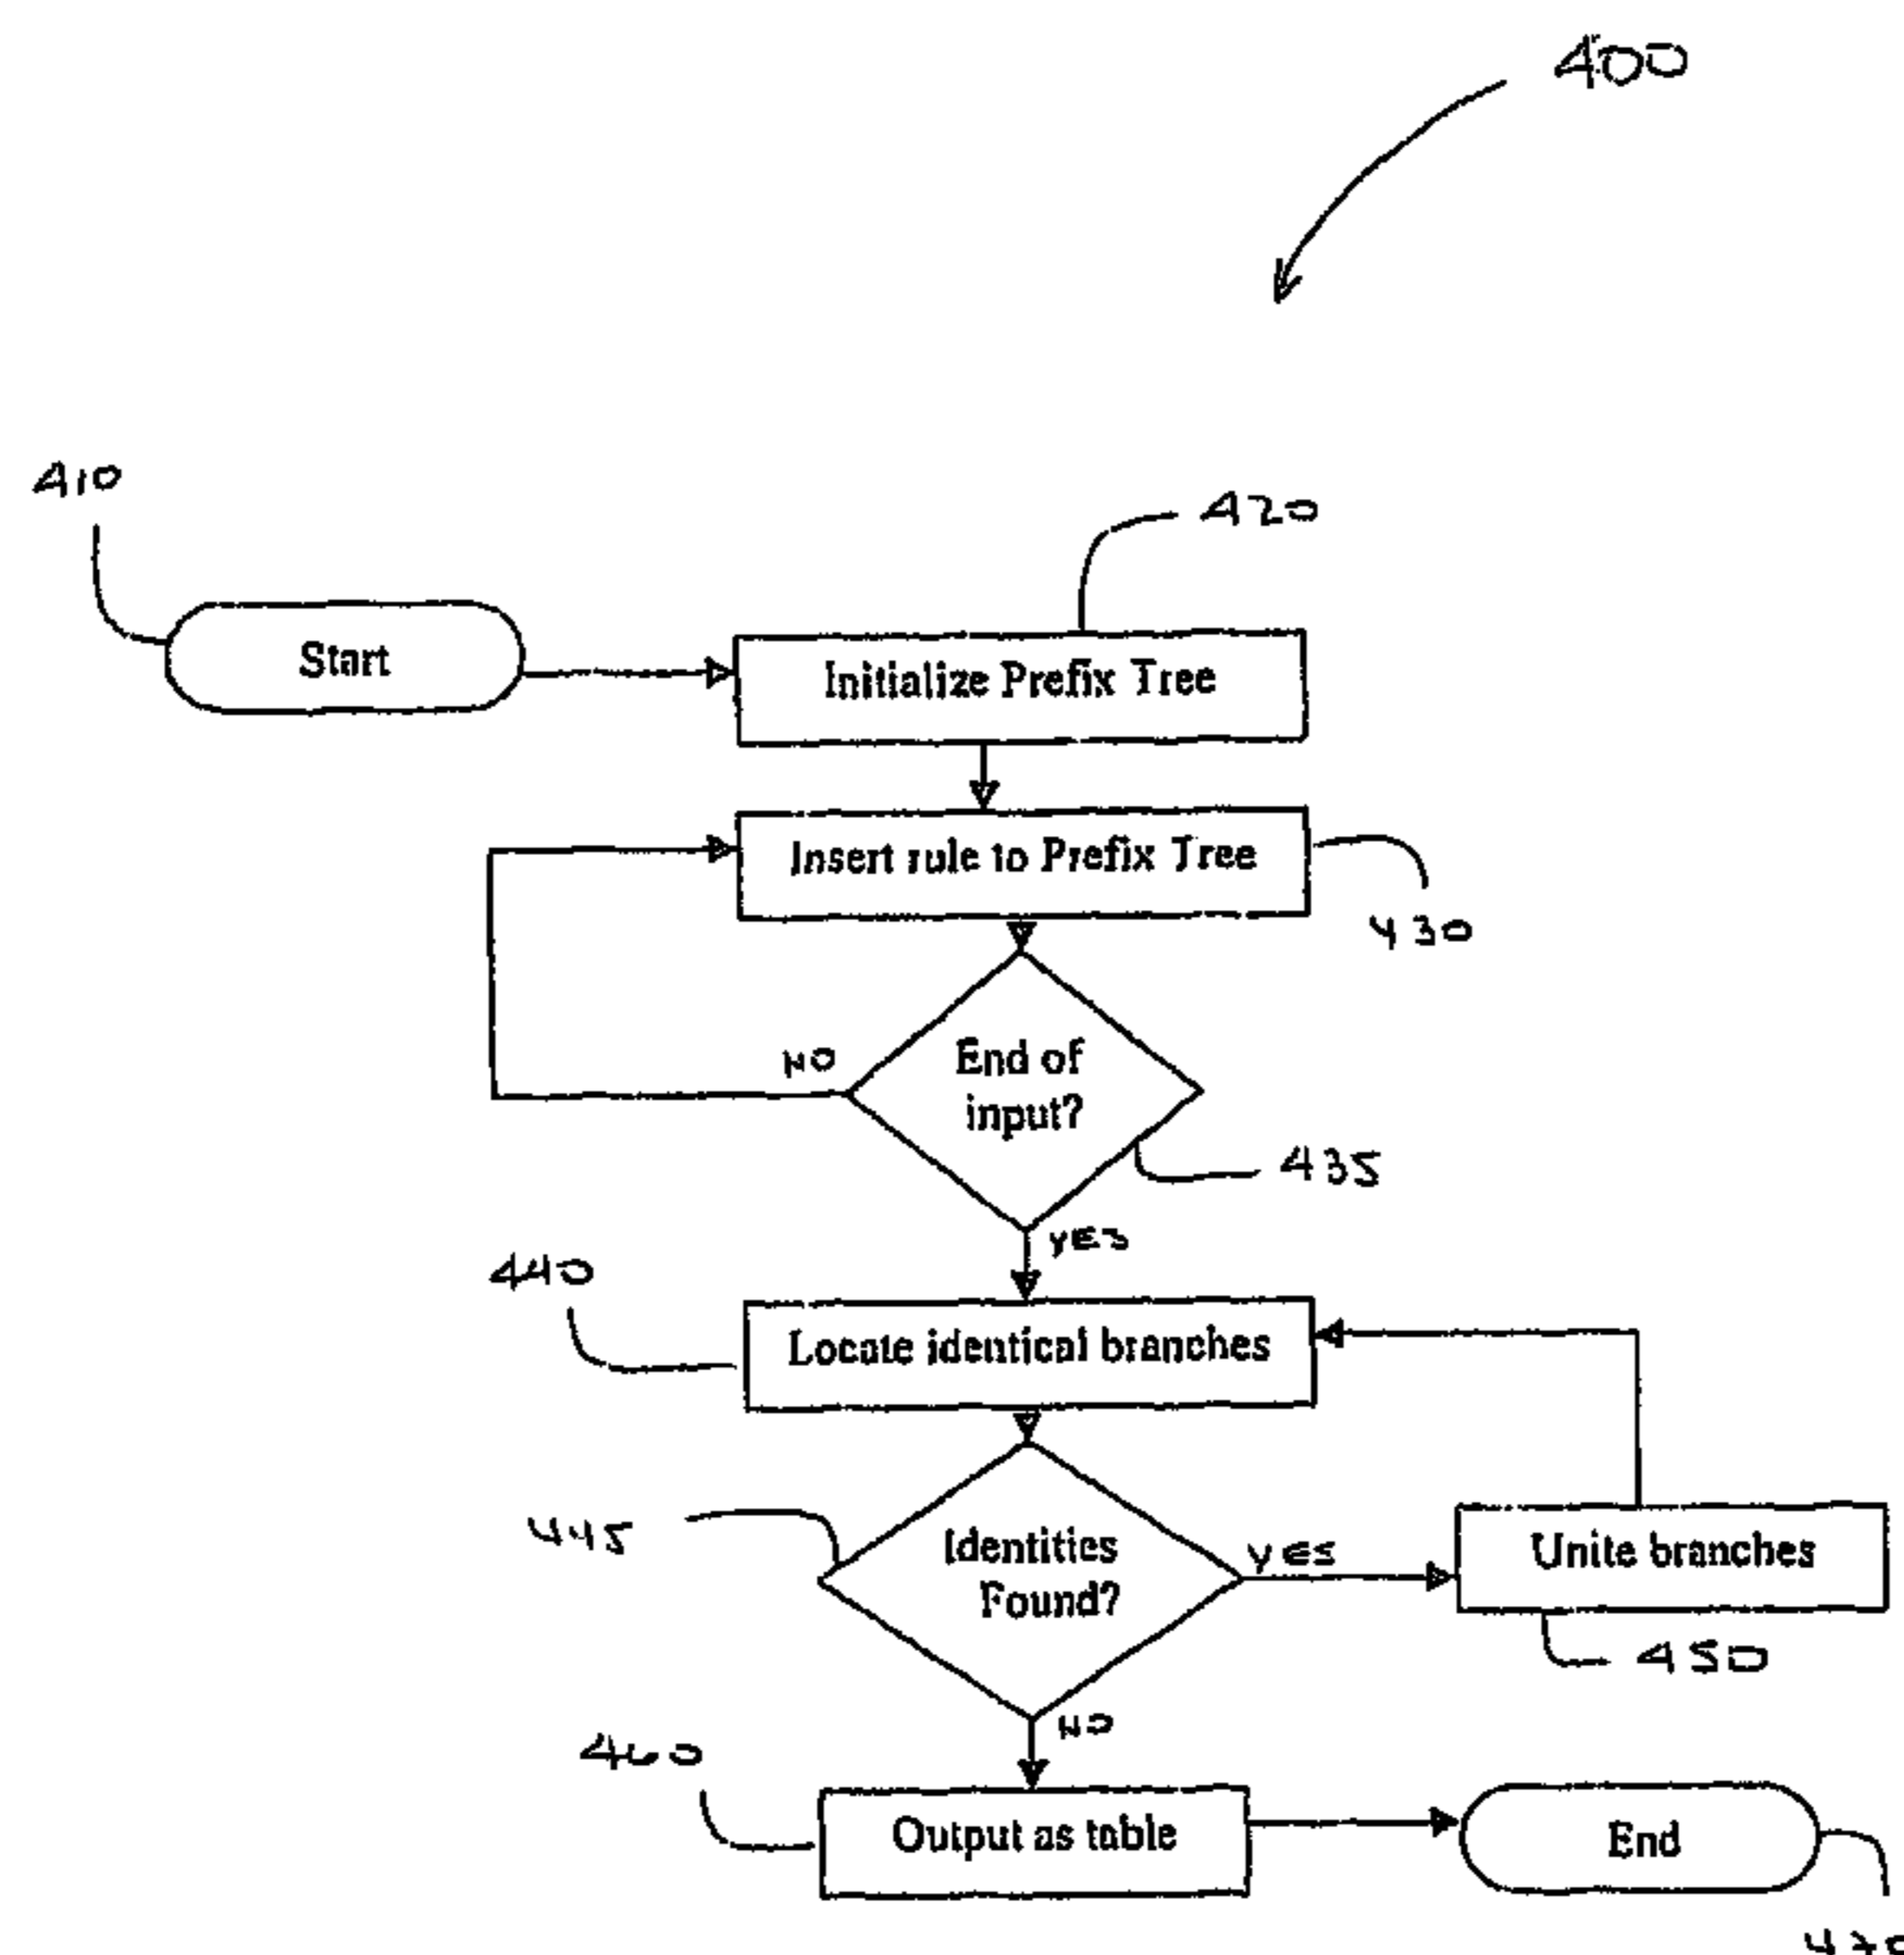 400
410
420
Start
Initialize Prefix Tree
Insert rule to Prefix Tree
430
NO
End of
input?
435
YES
440
Locate identical branches
445
Identities
Found?
YES
Unite branches
450
NO
460
Output as table
End